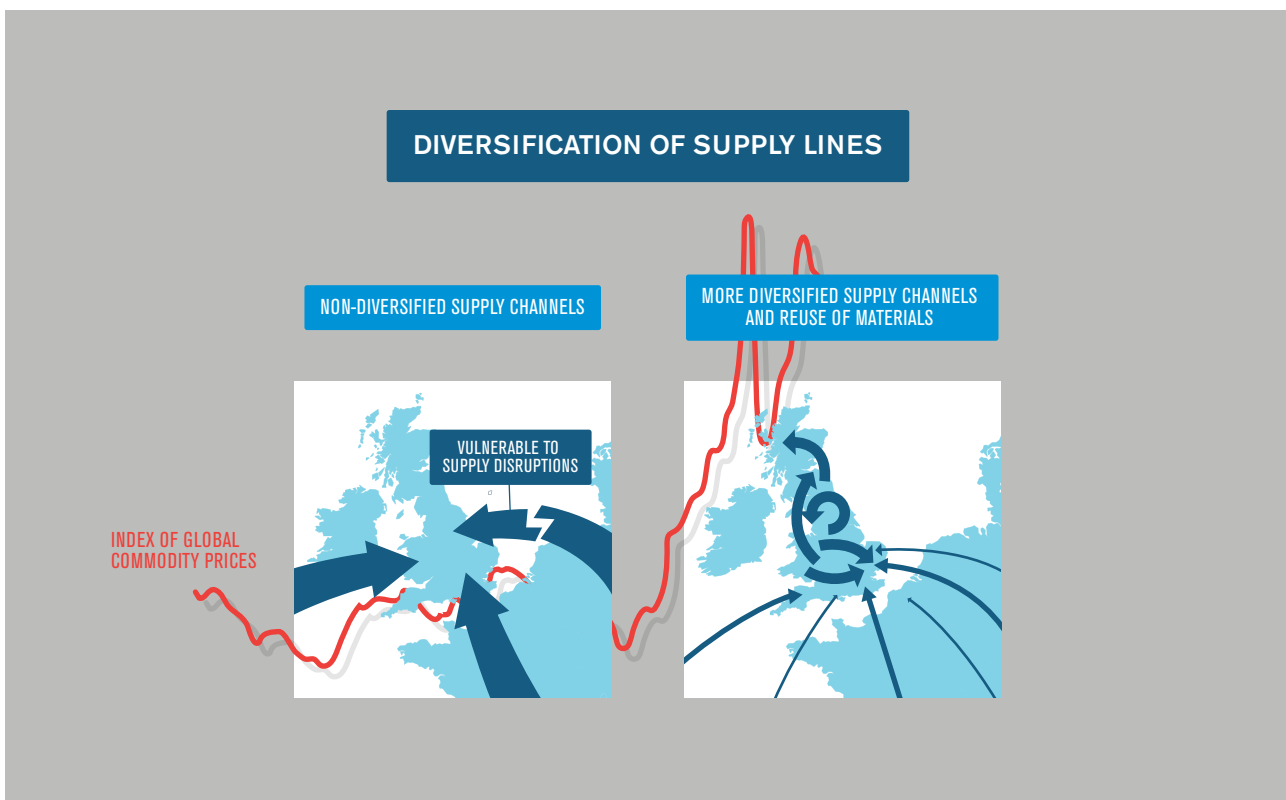 DIVERSIFICATION OF SUPPLY LINES
NON-DIVERSIFIED SUPPLY CHANNELS
MORE DIVERSIFIED SUPPLY CHANNELS
AND REUSE OF MATERIALS
VULNERABLE TO
SUPPLY DISRUPTIONS
INDEX OF GLOBAL
COMMODITY PRICES